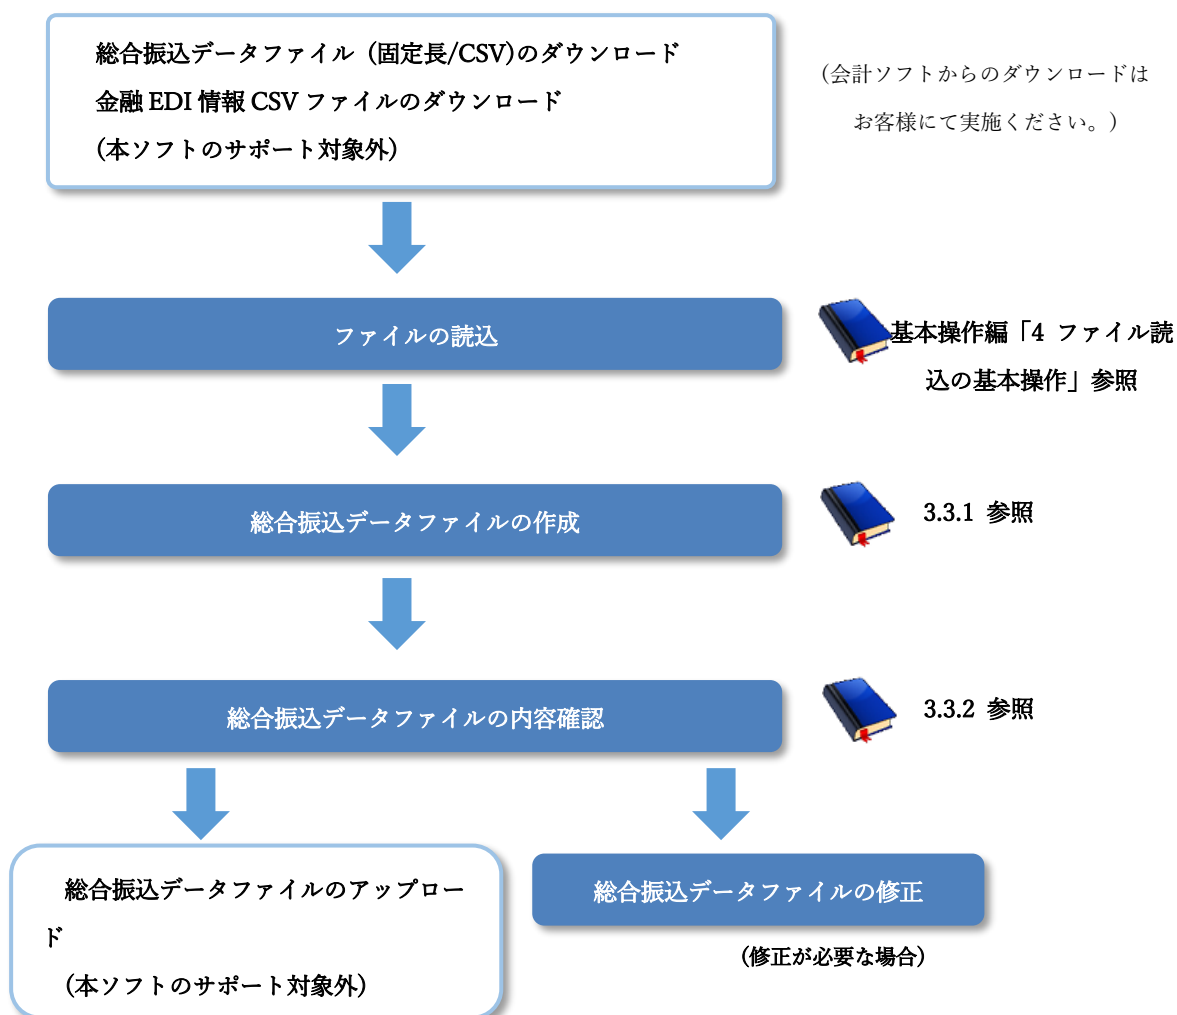 総合振込データファイル（固定長/CSV)のダウンロード
金融 EDI 情報 CSV ファイルのダウンロード
（本ソフトのサポート対象外）
（会計ソフトからのダウンロードは
お客様にて実施ください。）
ファイルの読込
基本操作編「4 ファイル読
込の基本操作」参照
総合振込データファイルの作成
3.3.1 参照
総合振込データファイルの内容確認
3.3.2 参照
総合振込データファイルのアップロー
ド
（本ソフトのサポート対象外）
総合振込データファイルの修正
（修正が必要な場合）